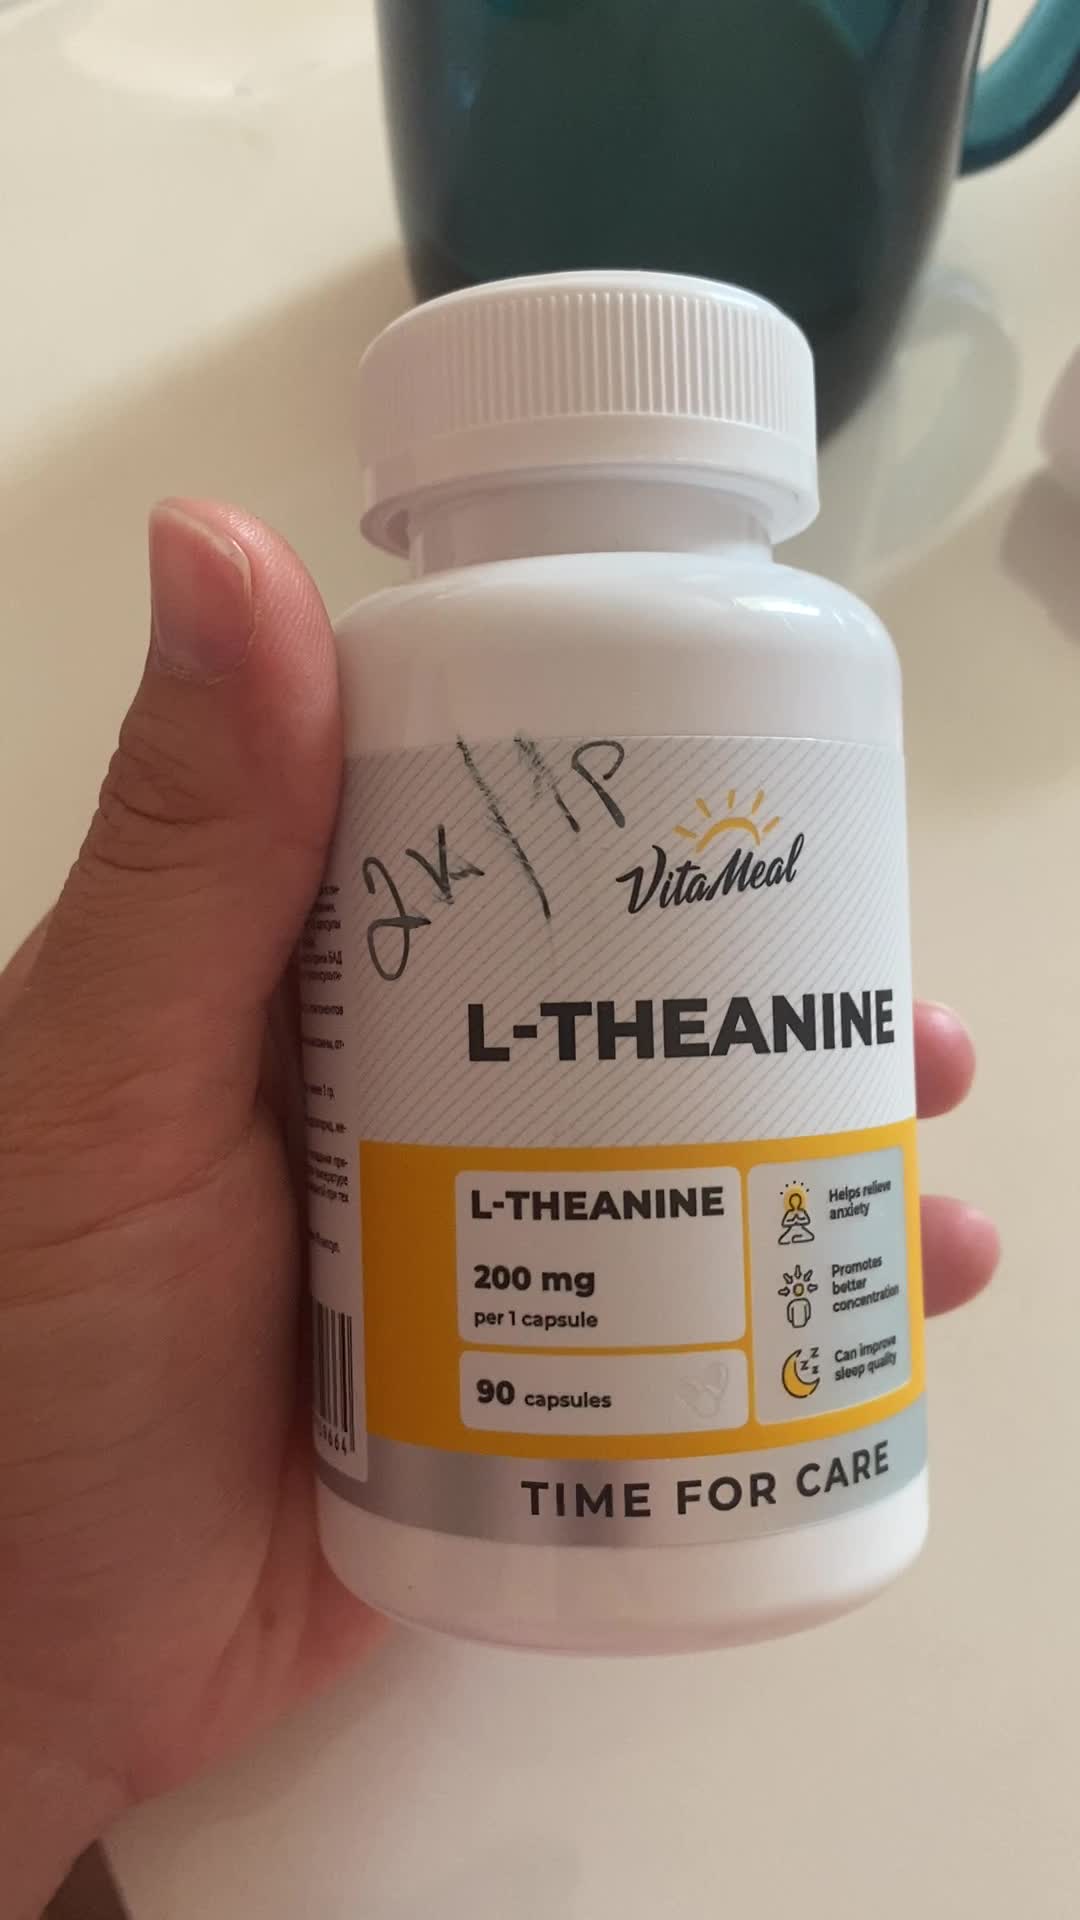 2к/1р
VitaMeal
L-THEANINE
L-THEANINE
200 mg
per 1 capsule
90 capsules
Helps relieve
anxiety
Promotes
better
concentration
Can improve
sleep quality
TIME FOR CARE